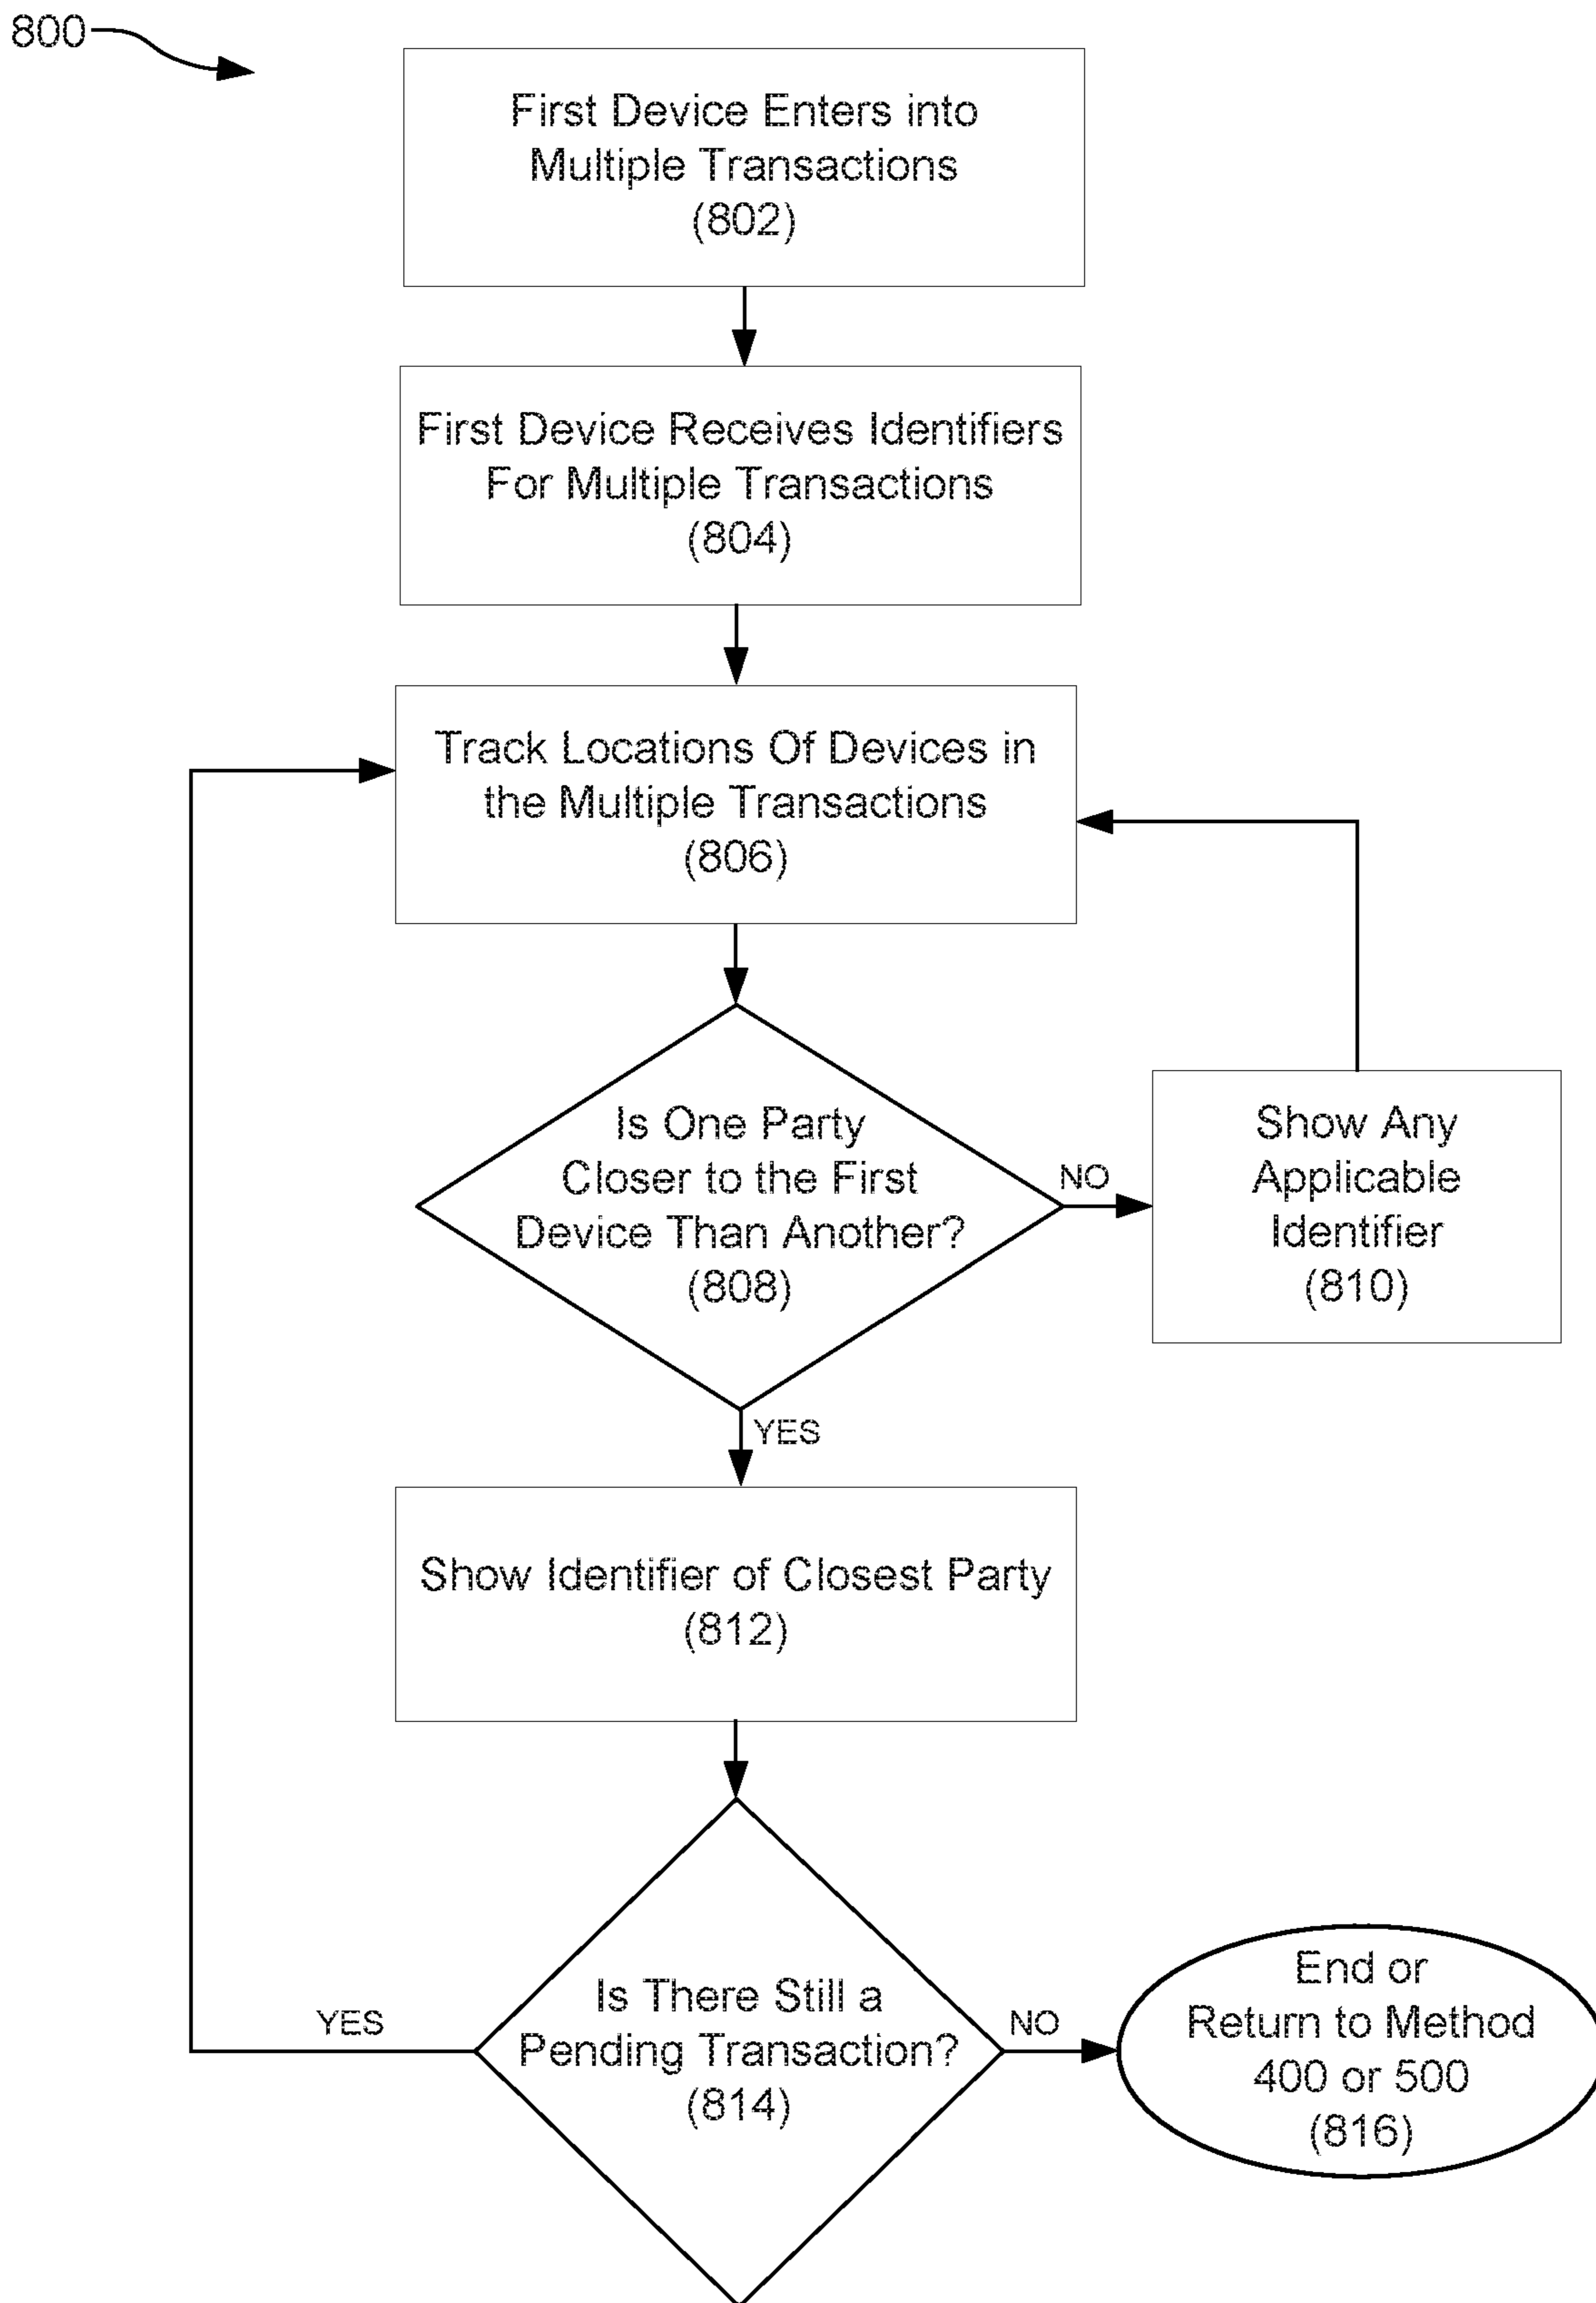 800
First Device Enters into
Multiple Transactions
(802)
First Device Receives Identifiers
For Multiple Transactions
(804)
Track Locations Of Devices in
the Multiple Transactions
(806)
Is One Party
Closer to the First
Device Than Another?
(808)
NO
Show Any
Applicable
Identifier
(810)
YES
Show Identifier of Closest Party
(812)
Is There Still a
Pending Transaction?
(814)
YES
NO
End or
Return to Method
400 or 500
(816)